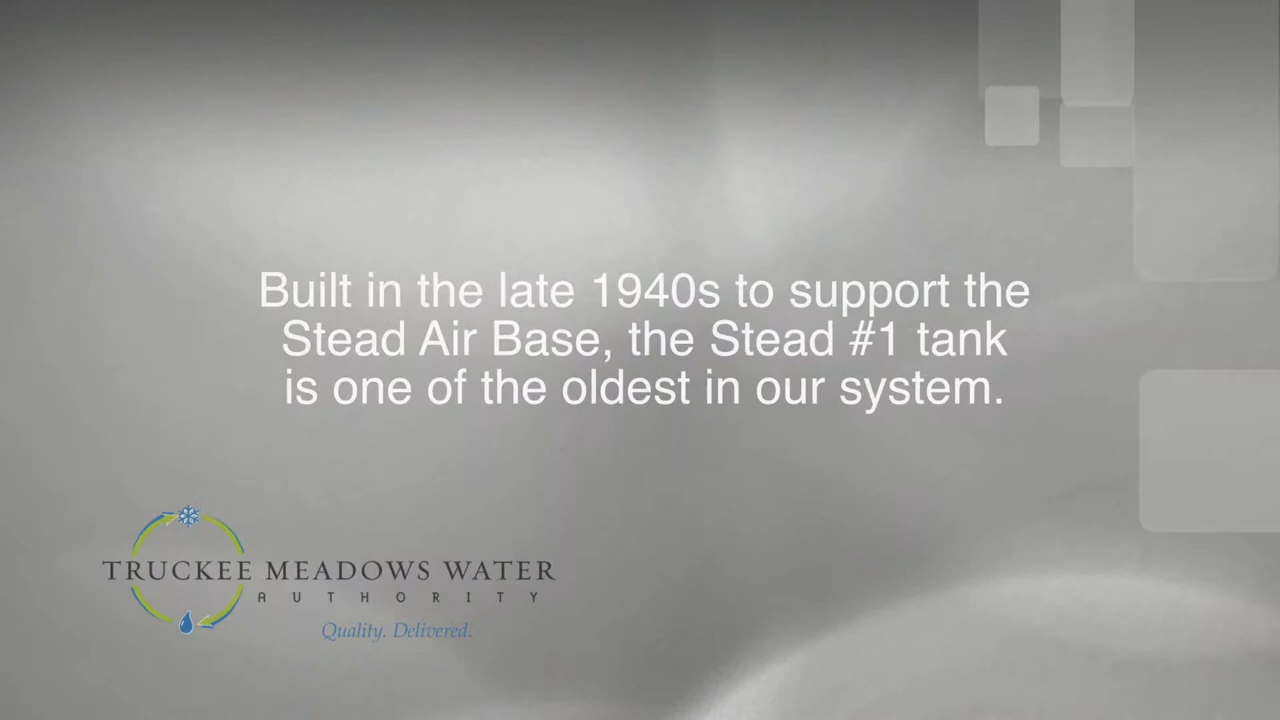 Built in the late 1940s to support the
Stead Air Base, the Stead #1 tank
is one of the oldest in our system.
TRUCKEE MEADOWS WATER
AUTHORITY
Quality. Delivered.